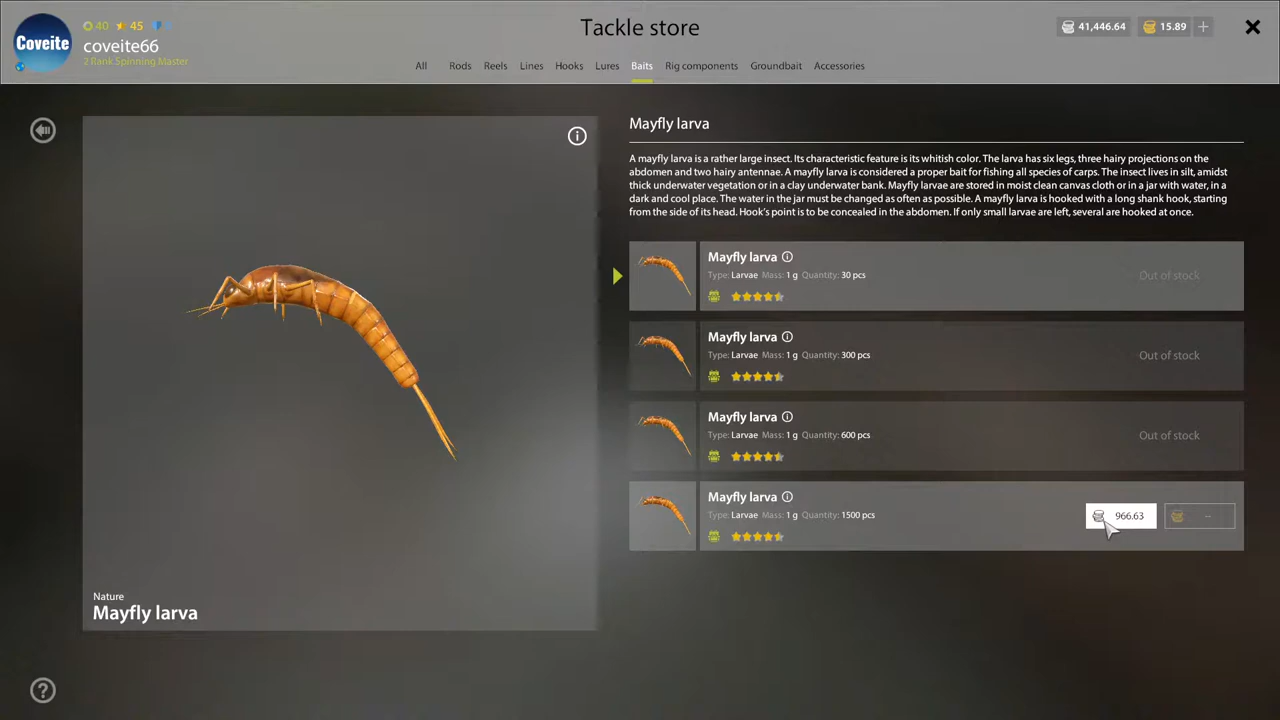 Coveite
40 45
coveite66
2 Rank Spinning Master
Tackle store
41,446.64 15.89 +
All Rods Reels Lines Hooks Lures Baits Rig components Groundbait Accessories
Mayfly larva
A mayfly larva is a rather large insect. Its characteristic feature is its whitish color. The larva has six legs, three hairy projections on the
abdomen and two hairy antennae. A mayfly larva is considered a proper bait for fishing all species of carps. The insect lives in silt, amidst
thick underwater vegetation or in a clay underwater bank. Mayfly larvae are stored in moist clean canvas cloth or in a jar with water, in a
dark and cool place. The water in the jar must be changed as often as possible. A mayfly larva is hooked with a long shank hook, starting
from the side of its head. Hook's point is to be concealed in the abdomen. If only small larvae are left, several are hooked at once.
Mayfly larva
Type: Larvae Mass: 1 g Quantity: 30 pcs
Out of stock
Mayfly larva
Type: Larvae Mass: 1 g Quantity: 300 pcs
Out of stock
Mayfly larva
Type: Larvae Mass: 1 g Quantity: 600 pcs
Out of stock
Mayfly larva
Type: Larvae Mass: 1 g Quantity: 1500 pcs
966.63 --
Nature
Mayfly larva
?